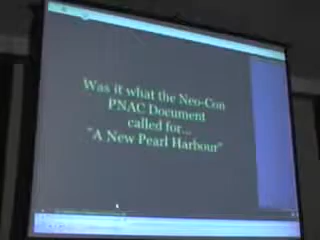 Was it what the Neo-Con
PNAC Document
called for...
"A New Pearl Harbour"